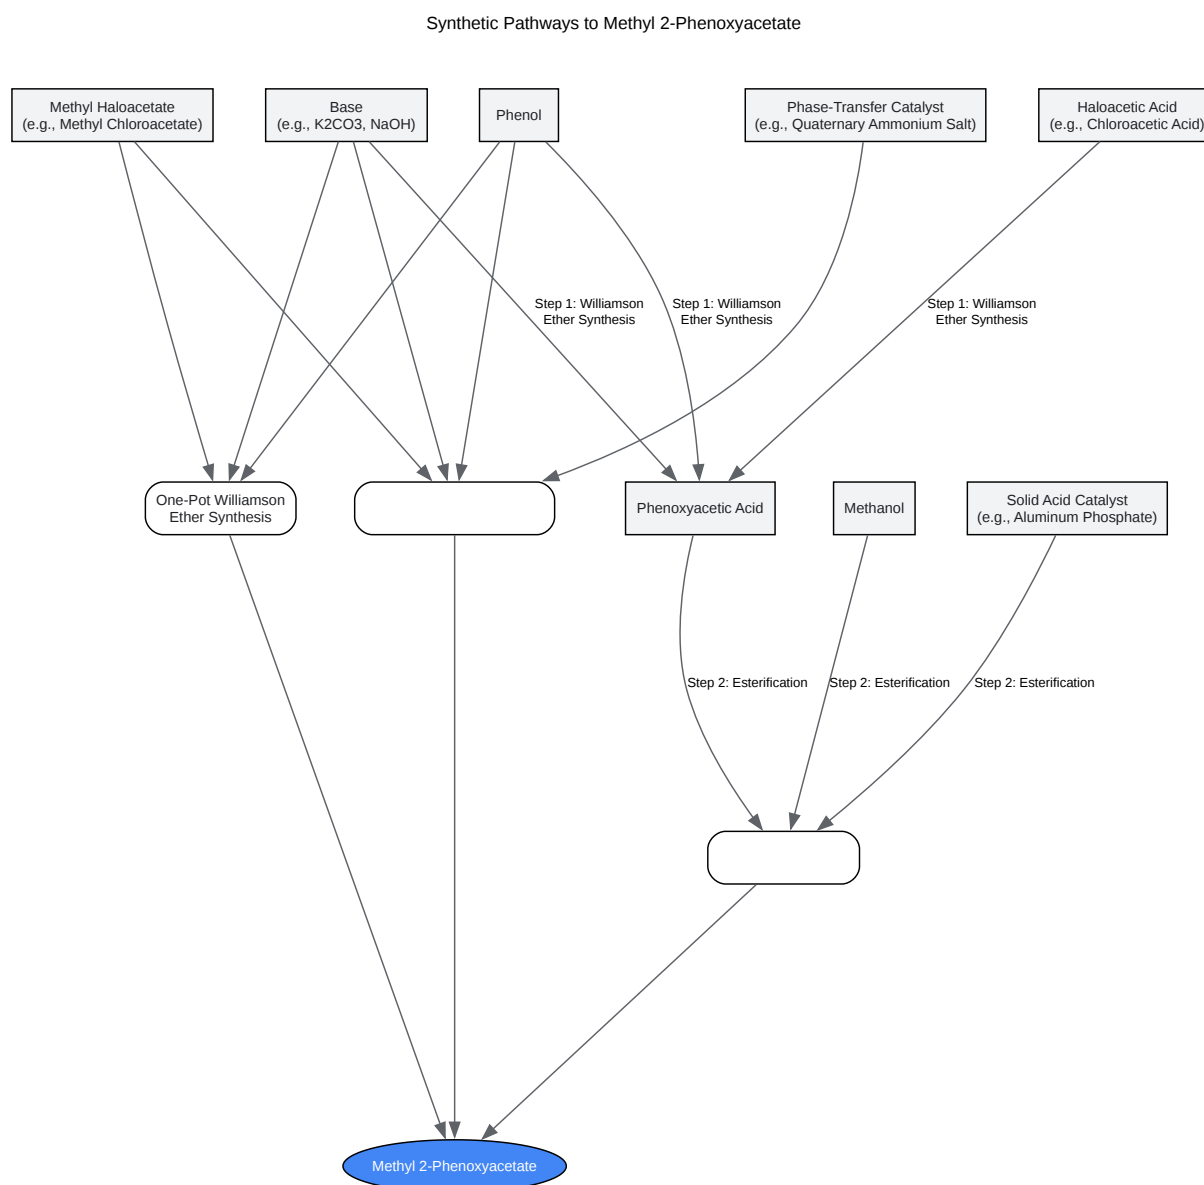 Synthetic Pathways to Methyl 2-Phenoxyacetate
Methyl Haloacetate
(e.g., Methyl Chloroacetate)
Base
(e.g., K2CO3, NaOH)
Phenol
Phase-Transfer Catalyst
(e.g., Quaternary Ammonium Salt)
Haloacetic Acid
(e.g., Chloroacetic Acid)
Step 1: Williamson
Ether Synthesis
Step 1: Williamson
Ether Synthesis
Step 1: Williamson
Ether Synthesis
One-Pot Williamson
Ether Synthesis
Phenoxyacetic Acid
Methanol
Solid Acid Catalyst
(e.g., Aluminum Phosphate)
Step 2: Esterification
Step 2: Esterification
Step 2: Esterification
Methyl 2-Phenoxyacetate